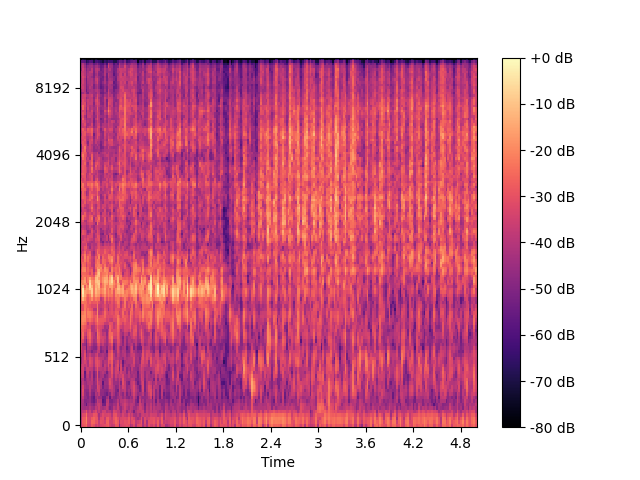 +0 dB
8192
-10 dB
4096
-20 dB
-30 dB
2048
-40 dB
Hz
1024
-50 dB
-60 dB
512
-70 dB
0
-80 dB
0 0.6 1.2 1.8 2.4 3 3.6 4.2 4.8
Time